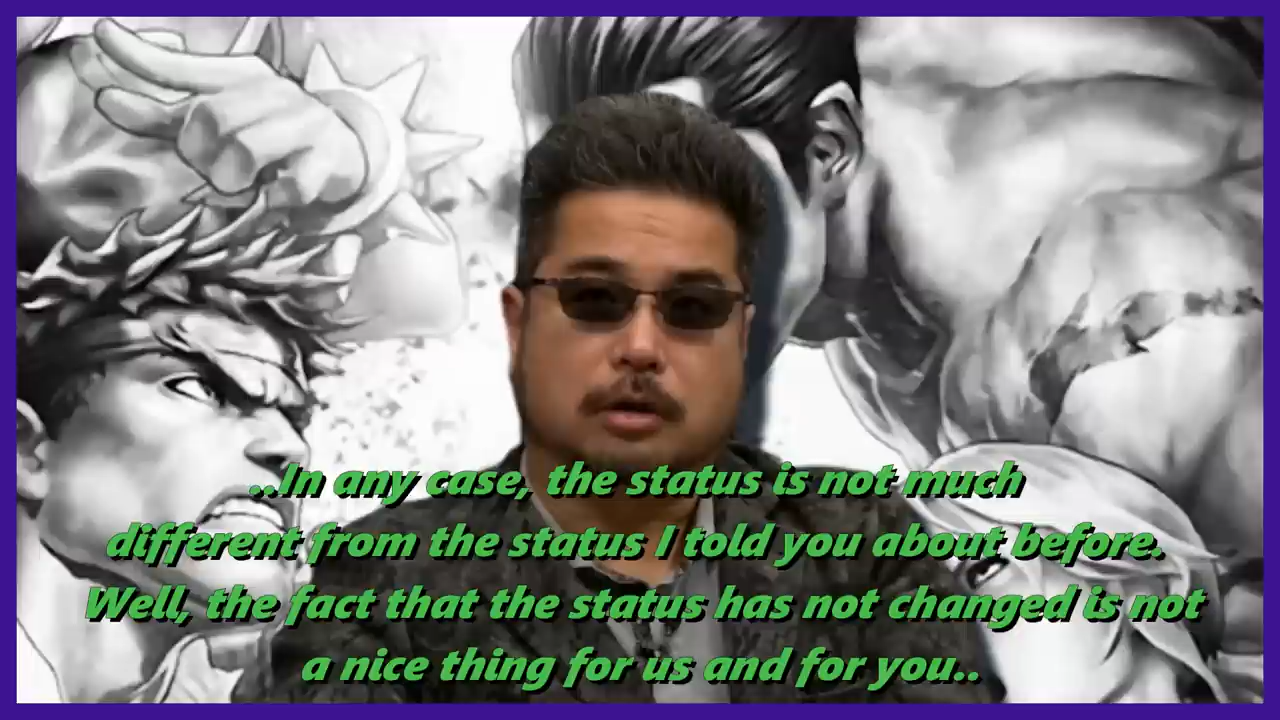 ..In any case, the status is not much
different from the status I told you about before.
Well, the fact that the status has not changed is not
a nice thing for us and for you..